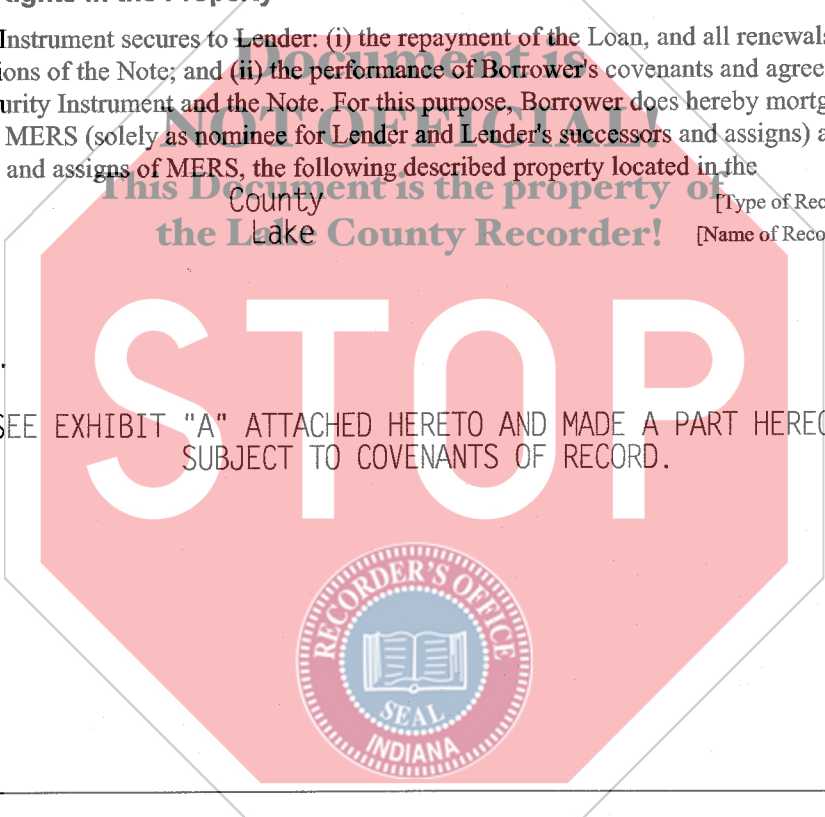 ights in the Property
Instrument secures to Lender: (i) the repayment of the Loan, and all renewals
ions of the Note; and (ii) the performance of Borrower's covenants and agree
urity Instrument and the Note. For this purpose, Borrower does hereby mortg
MERS (solely as nominee for Lender and Lender's successors and assigns) a
and assigns of MERS, the following described property located in the
County [Type of Rec
Lake [Name of Reco
Document is
NOT OFFICIAL!
This Document is the property of
the Lake County Recorder!
STOP
SEE EXHIBIT "A" ATTACHED HERETO AND MADE A PART HEREO
SUBJECT TO COVENANTS OF RECORD.
RECORDER'S OFFICE
SEAL
INDIANA